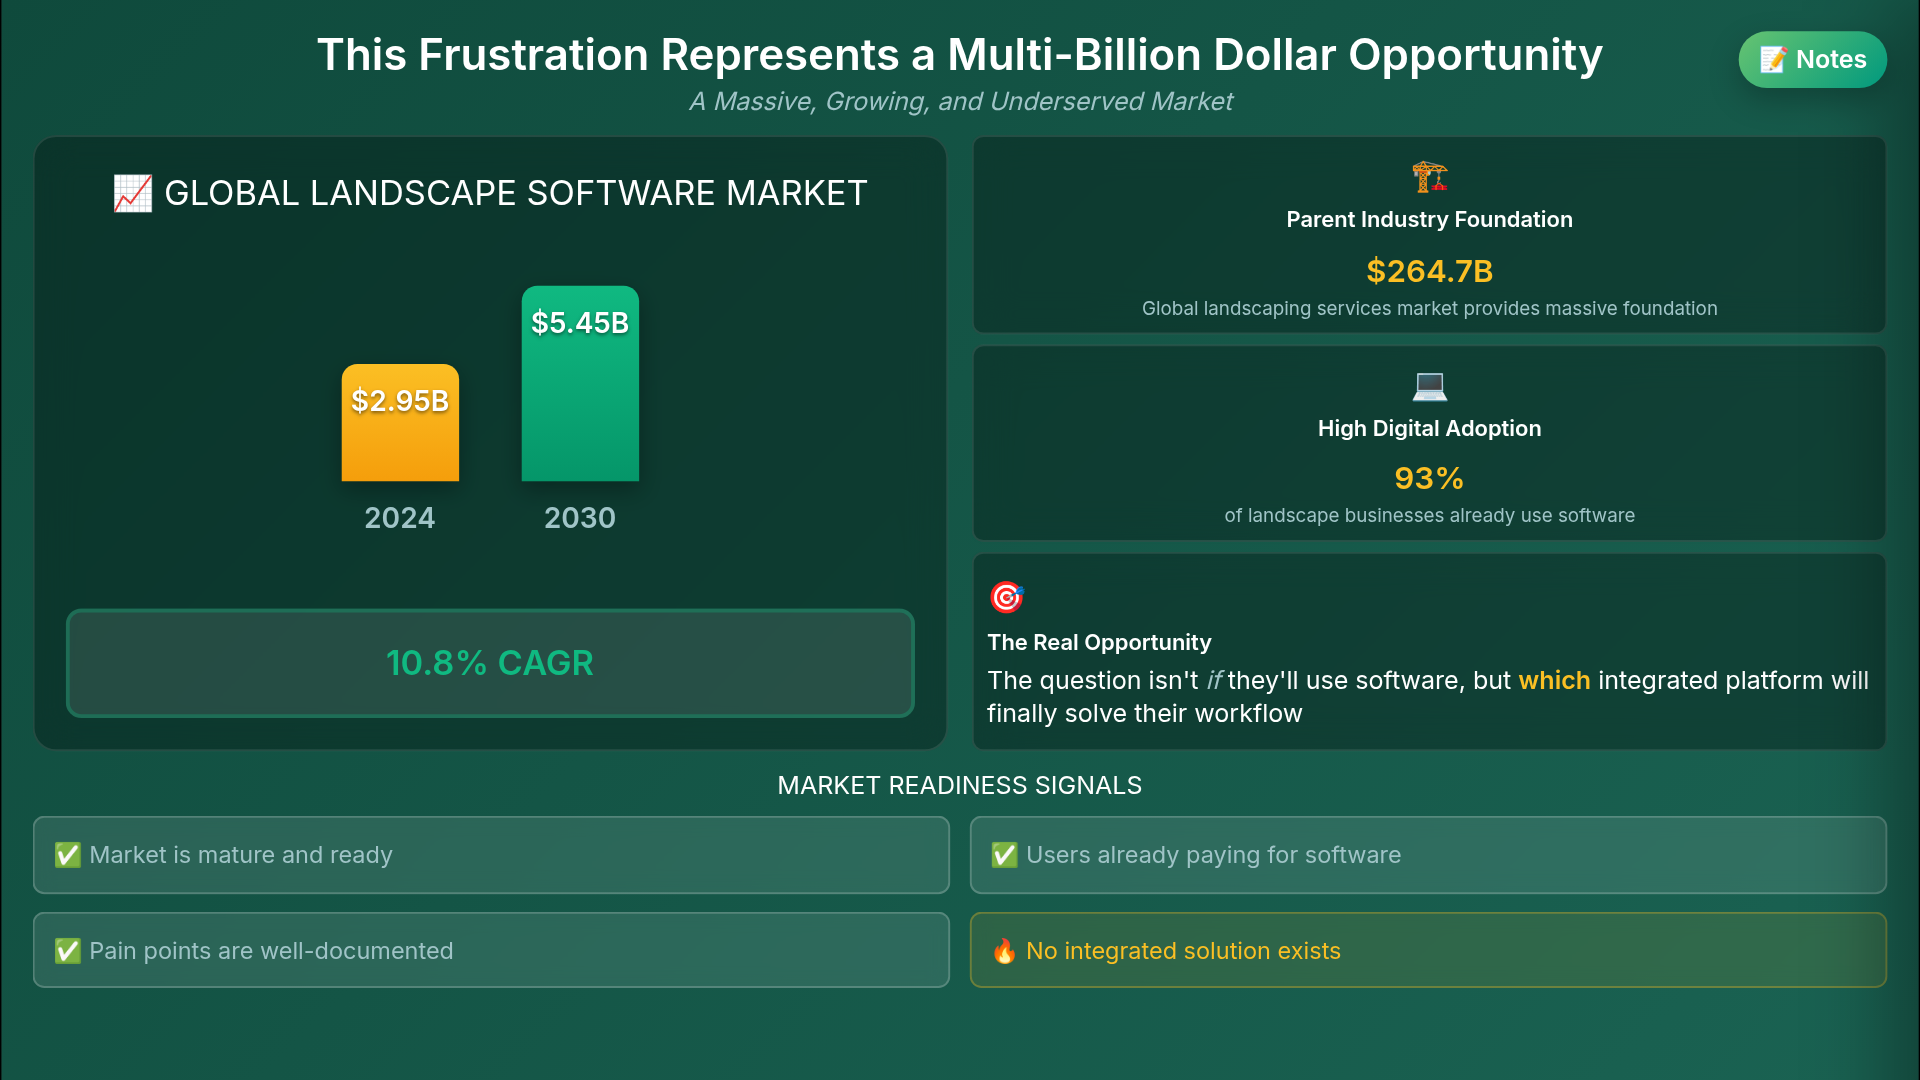 This Frustration Represents a Multi-Billion Dollar Opportunity
A Massive, Growing, and Underserved Market
📝 Notes
📈 GLOBAL LANDSCAPE SOFTWARE MARKET
$2.95B
$5.45B
2024
2030
10.8% CAGR
🏗️
Parent Industry Foundation
$264.7B
Global landscaping services market provides massive foundation
💻
High Digital Adoption
93%
of landscape businesses already use software
🎯
The Real Opportunity
The question isn't if they'll use software, but which integrated platform will
finally solve their workflow
MARKET READINESS SIGNALS
✅ Market is mature and ready
✅ Users already paying for software
✅ Pain points are well-documented
🔥 No integrated solution exists